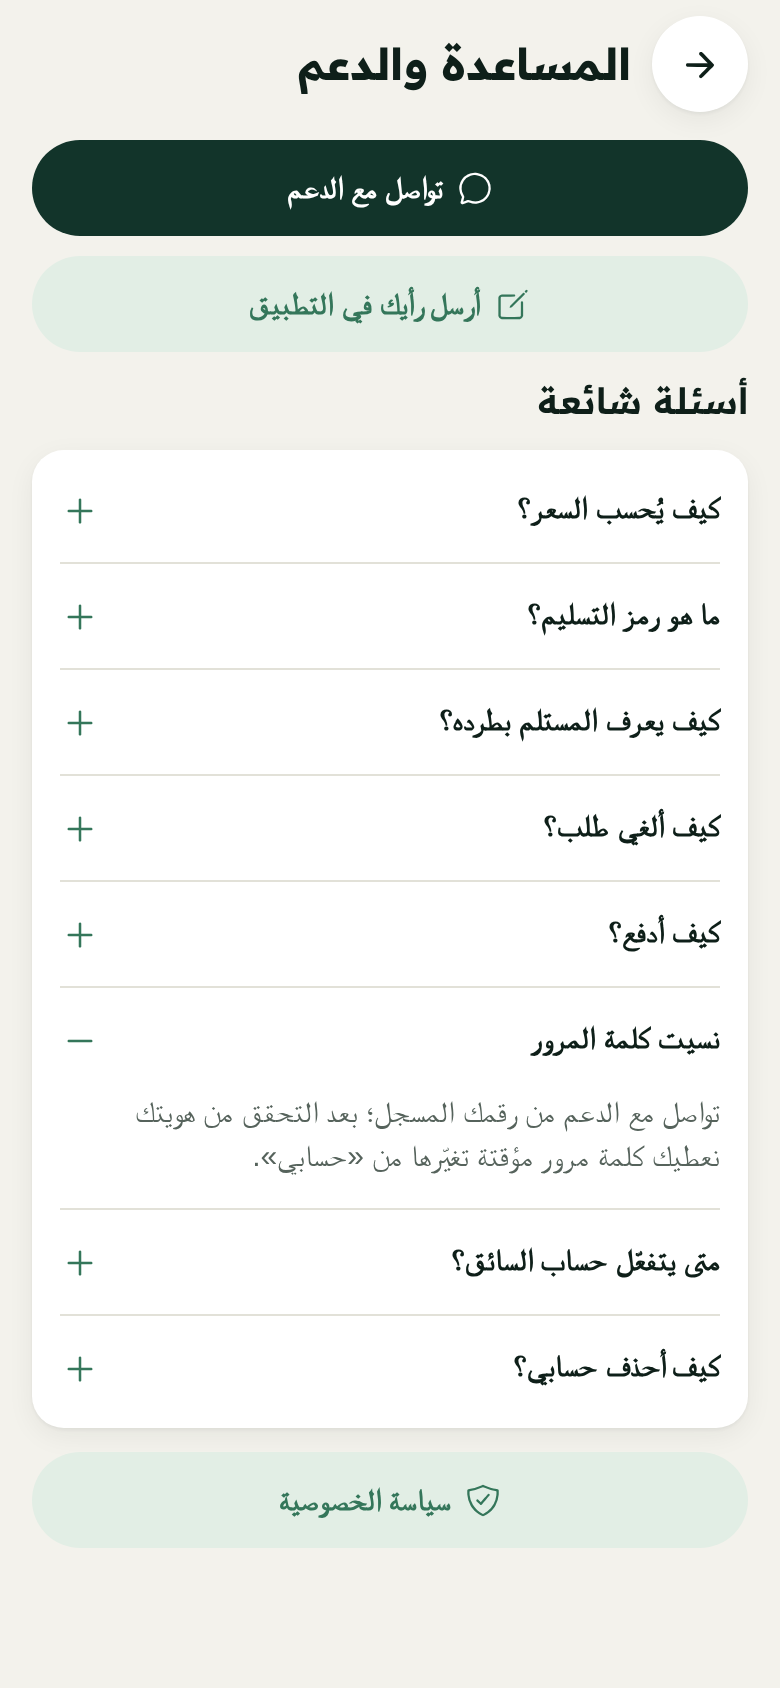 المساعدة والدعم
تواصل مع الدعم
أرسل رأيك في التطبيق
أسئلة شائعة
كيف يُحسب السعر؟
ما هو رمز التسليم؟
كيف يعرف المستلم بطرده؟
كيف ألغي طلب؟
كيف أدفع؟
نسيت كلمة المرور
تواصل مع الدعم من رقمك المسجل؛ بعد التحقق من هويتك
نعطيك كلمة مرور مؤقتة تغيّرها من «حسابي».
متى يتفعّل حساب السائق؟
كيف أحذف حسابي؟
سياسة الخصوصية